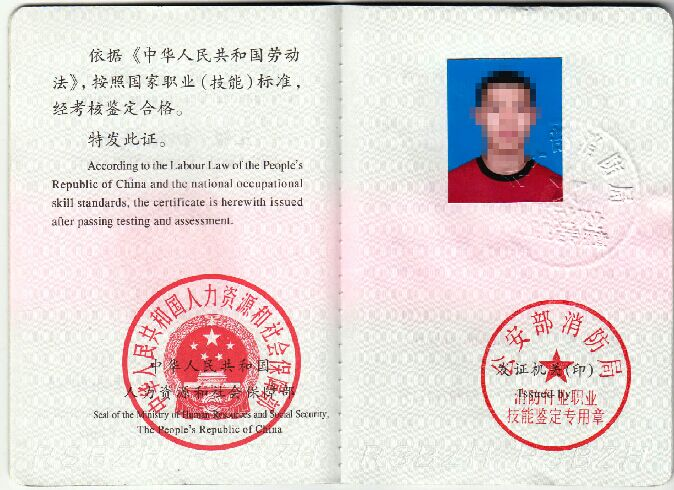 依据《中华人民共和国劳动
法》，按照国家职业（技能）标准，
经考核鉴定合格。
特发此证。
According to the Labour Law of the People's
Republic of China and the national occupational
skill standards, the certificate is herewith issued
after passing testing and assessment.
中华人民共和国人力资源和社会保障部
中华人民共和国
人力资源和社会保障部
Seal of the Ministry of Human Resources and Social Security,
The People's Republic of China
消防局
公安部消防局
发证机关(印)
Issued by
消防行业职业
技能鉴定专用章